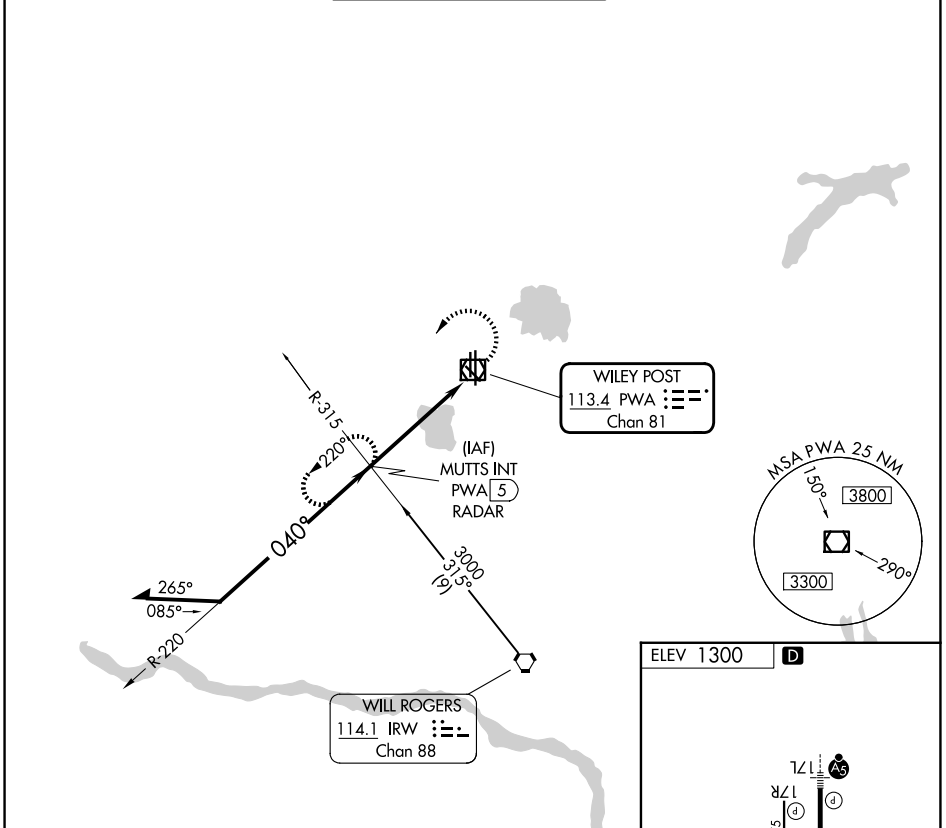 WILEY POST
113.4 PWA
Chan 81
R-315
220°
(IAF)
MUTTS INT
PWA 5
RADAR
040°
3000
315°
(9)
265°
085°
R-220
WILL ROGERS
114.1 IRW
Chan 88
MSA PWA 25 NM
150°
3800
3300
290°
ELEV 1300 D
17L A5
17R P P